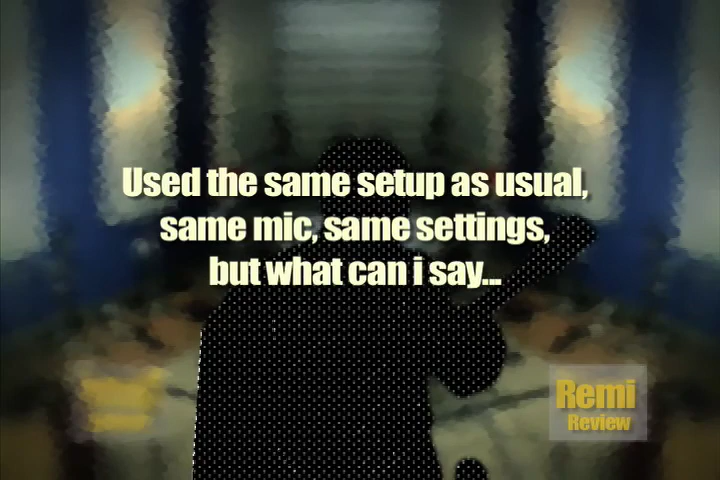 Used the same setup as usual,
same mic, same settings,
but what can i say...
Remi
Review